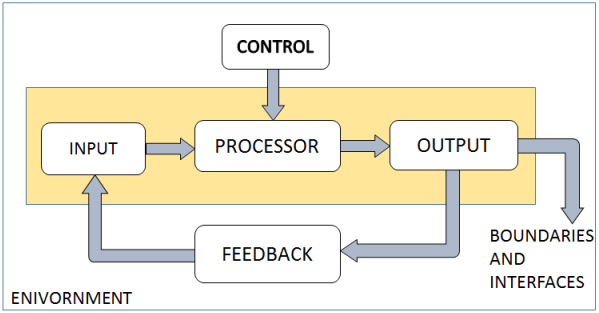 CONTROL
INPUT
PROCESSOR
OUTPUT
FEEDBACK
BOUNDARIES
AND
INTERFACES
ENIVORNMENT